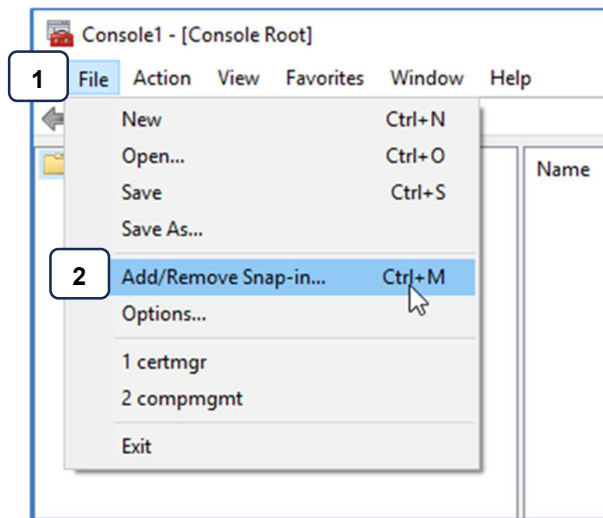 Console1 - [Console Root]
1 File Action View Favorites Window Help
New Ctrl+N
Open... Ctrl+O
Name
Save Ctrl+S
Save As...
2 Add/Remove Snap-in... Ctrl+M
Options...
1 certmgr
2 compmgmt
Exit